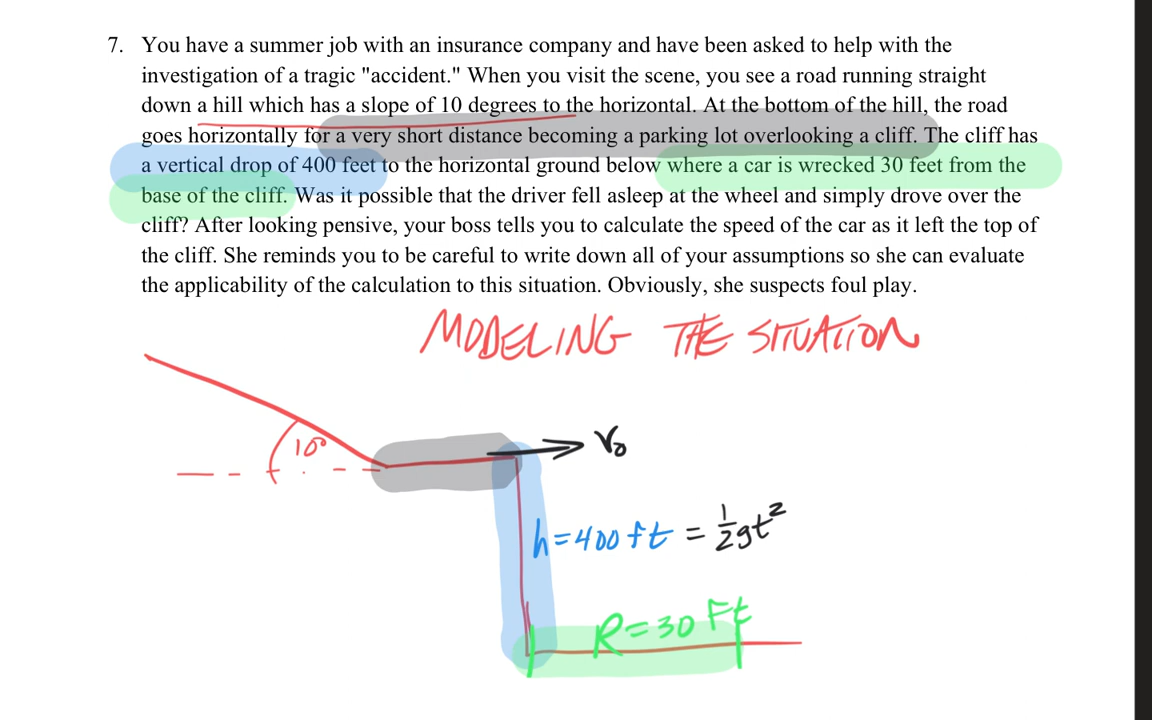 7. You have a summer job with an insurance company and have been asked to help with the
investigation of a tragic "accident." When you visit the scene, you see a road running straight
down a hill which has a slope of 10 degrees to the horizontal. At the bottom of the hill, the road
goes horizontally for a very short distance becoming a parking lot overlooking a cliff. The cliff has
a vertical drop of 400 feet to the horizontal ground below where a car is wrecked 30 feet from the
base of the cliff. Was it possible that the driver fell asleep at the wheel and simply drove over the
cliff? After looking pensive, your boss tells you to calculate the speed of the car as it left the top of
the cliff. She reminds you to be careful to write down all of your assumptions so she can evaluate
the applicability of the calculation to this situation. Obviously, she suspects foul play.
MODELING THE SITUATION
10°
V₀
h=400 ft = ½gt²
R=30 Ft